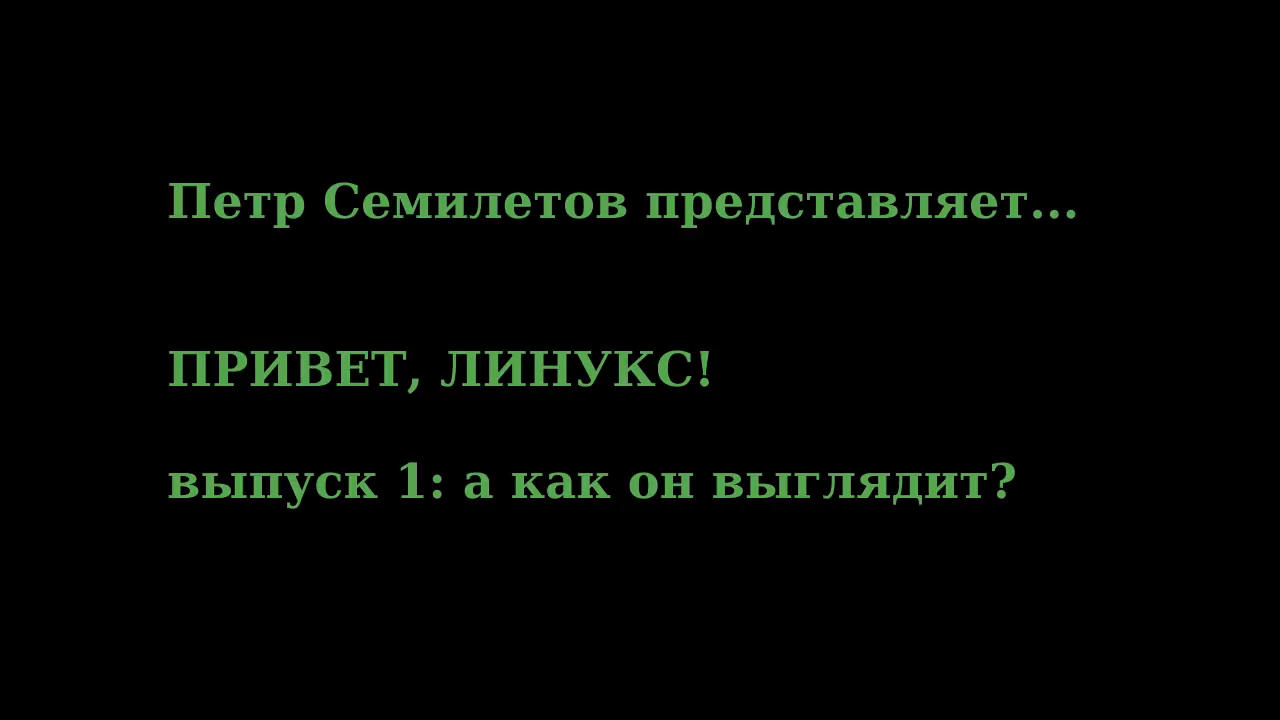 Петр Семилетов представляет...
ПРИВЕТ, ЛИНУКС!
выпуск 1: а как он выглядит?